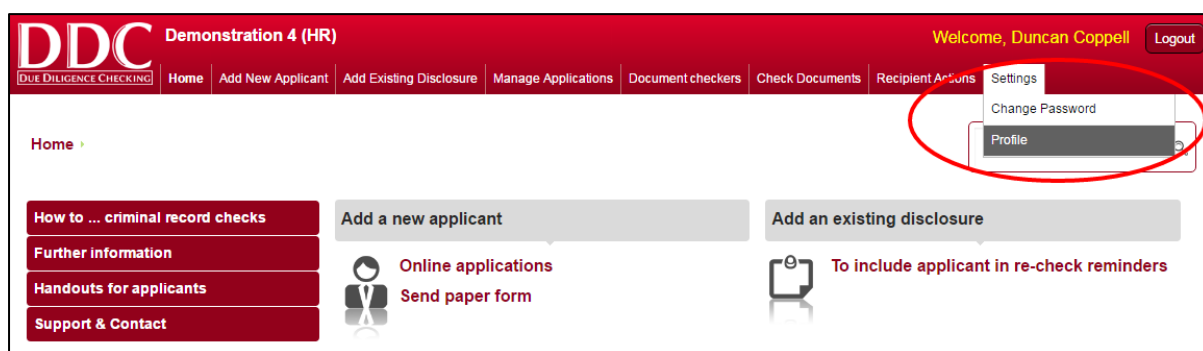 DDC
DUE DILIGENCE CHECKING
Demonstration 4 (HR)
Welcome, Duncan Coppell
Logout
Home Add New Applicant Add Existing Disclosure Manage Applications Document checkers Check Documents Recipient Actions Settings
Change Password
Profile
Home
How to ... criminal record checks
Further information
Handouts for applicants
Support & Contact
Add a new applicant
Online applications
Send paper form
Add an existing disclosure
To include applicant in re-check reminders